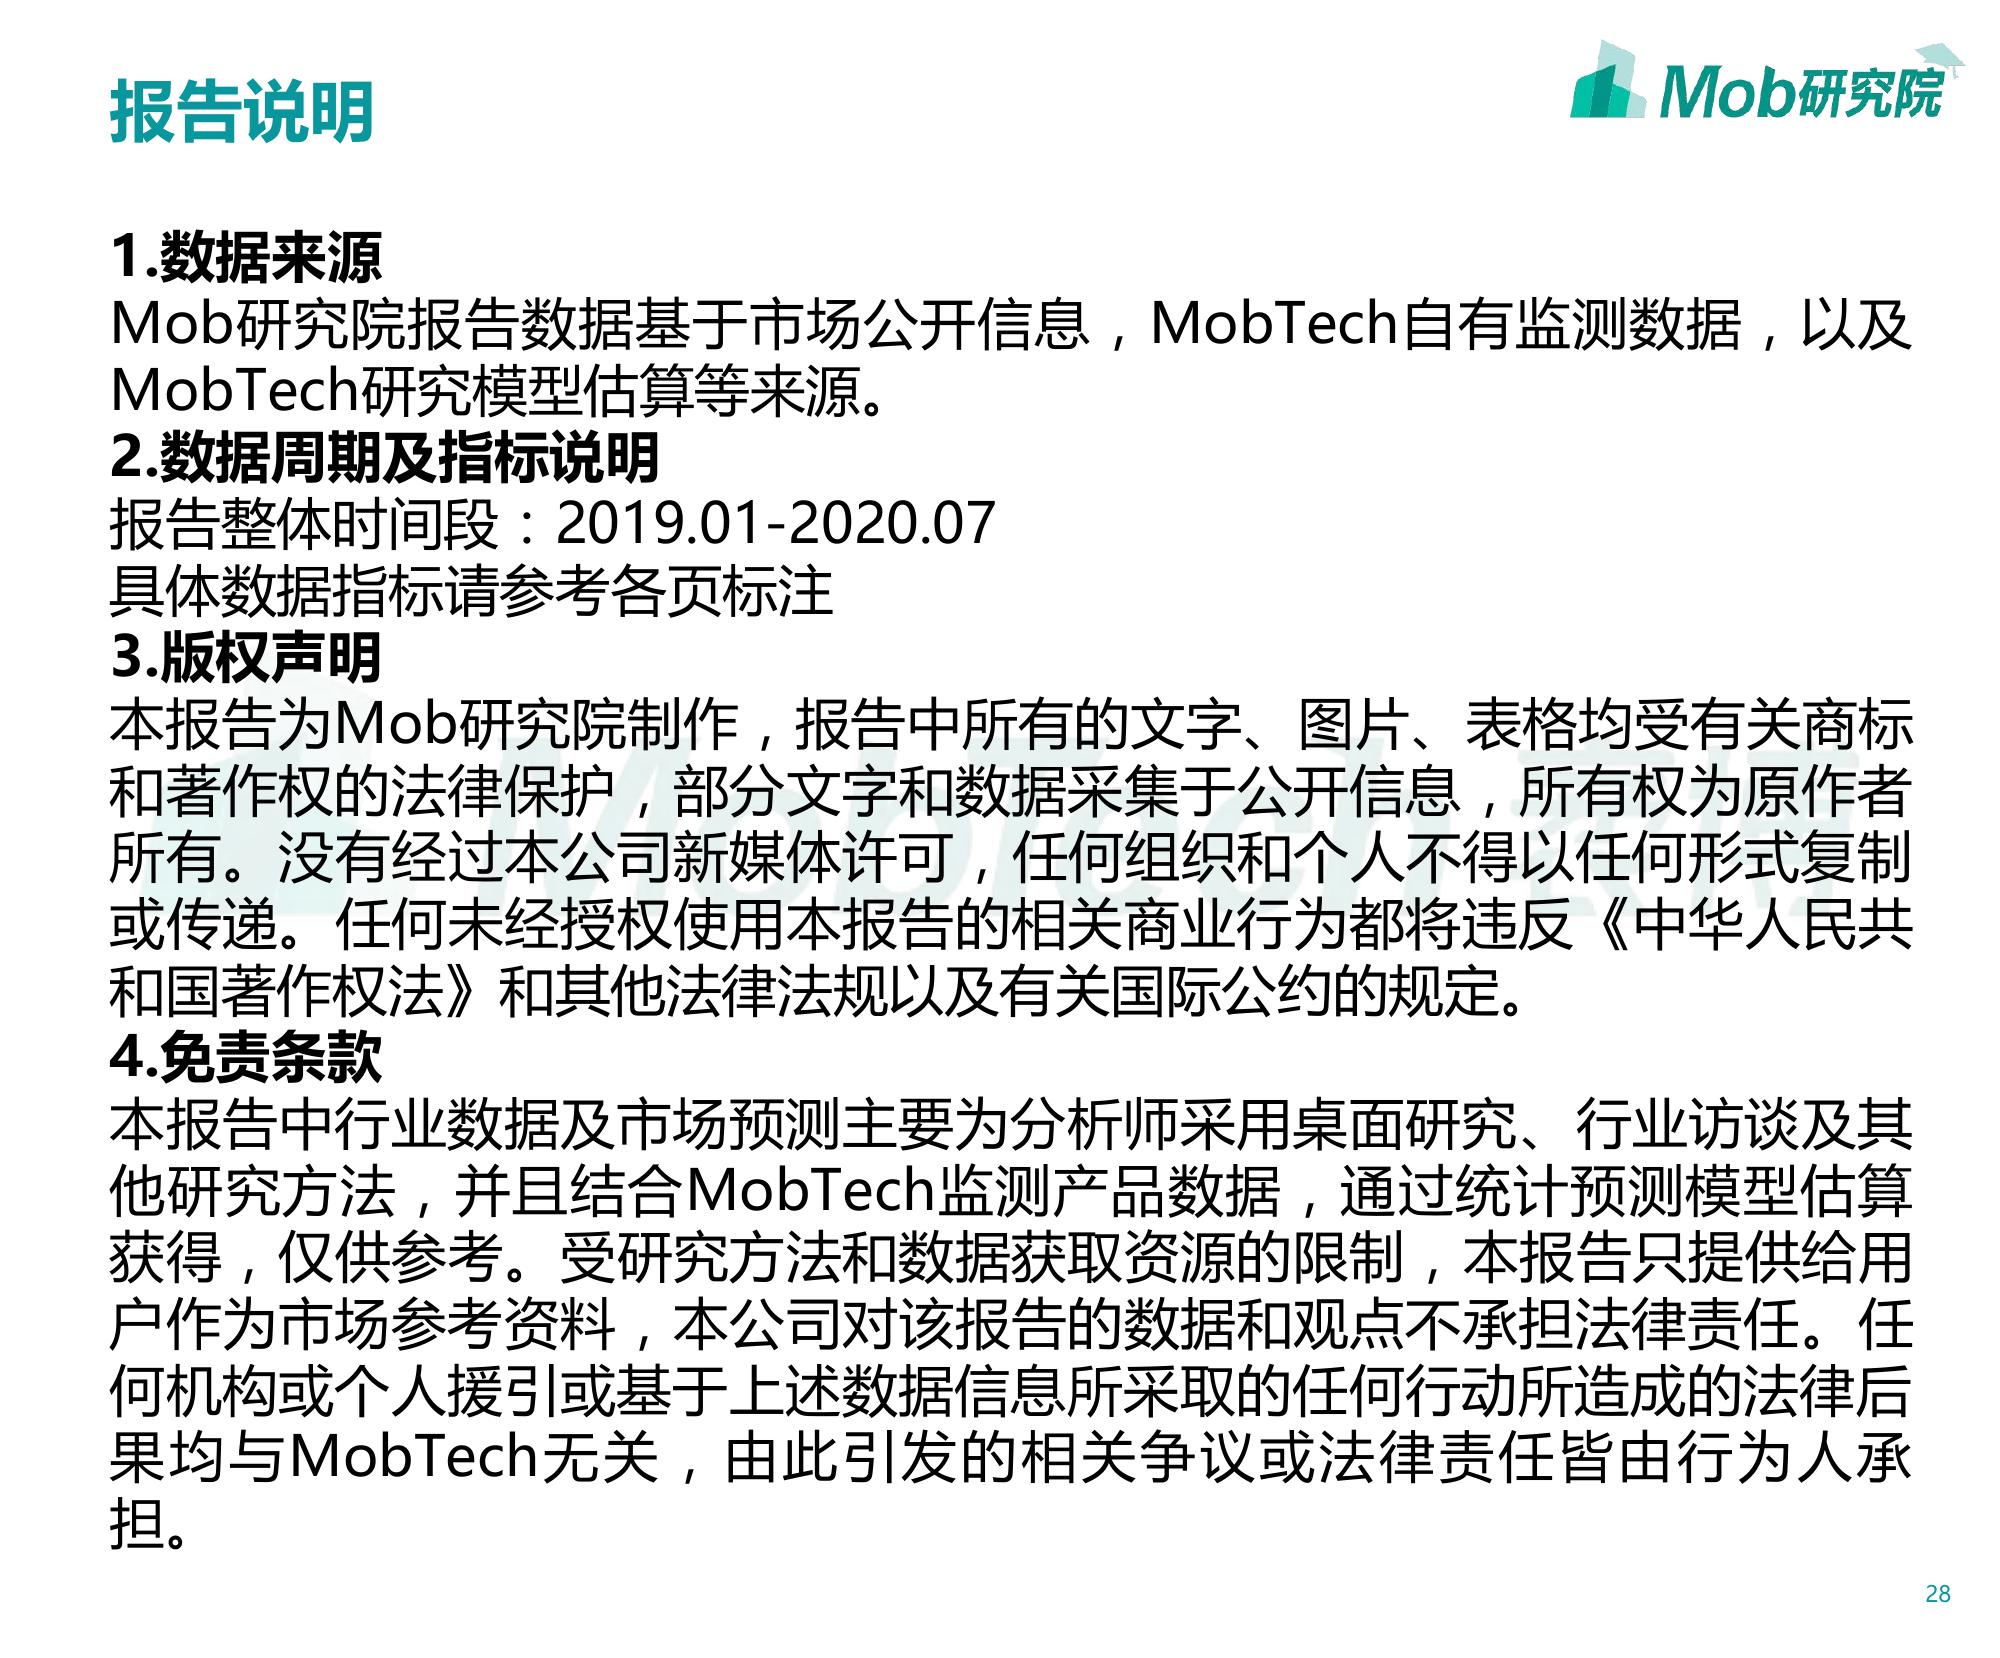 报告说明
Mob研究院
1.数据来源
Mob研究院报告数据基于市场公开信息，MobTech自有监测数据，以及
MobTech研究模型估算等来源。
2.数据周期及指标说明
报告整体时间段：2019.01-2020.07
具体数据指标请参考各页标注
3.版权声明
本报告为Mob研究院制作，报告中所有的文字、图片、表格均受有关商标
和著作权的法律保护，部分文字和数据采集于公开信息，所有权为原作者
所有。没有经过本公司新媒体许可，任何组织和个人不得以任何形式复制
或传递。任何未经授权使用本报告的相关商业行为都将违反《中华人民共
和国著作权法》和其他法律法规以及有关国际公约的规定。
4.免责条款
本报告中行业数据及市场预测主要为分析师采用桌面研究、行业访谈及其
他研究方法，并且结合MobTech监测产品数据，通过统计预测模型估算
获得，仅供参考。受研究方法和数据获取资源的限制，本报告只提供给用
户作为市场参考资料，本公司对该报告的数据和观点不承担法律责任。任
何机构或个人援引或基于上述数据信息所采取的任何行动所造成的法律后
果均与MobTech无关，由此引发的相关争议或法律责任皆由行为人承
担。
MobTech 袤博
28